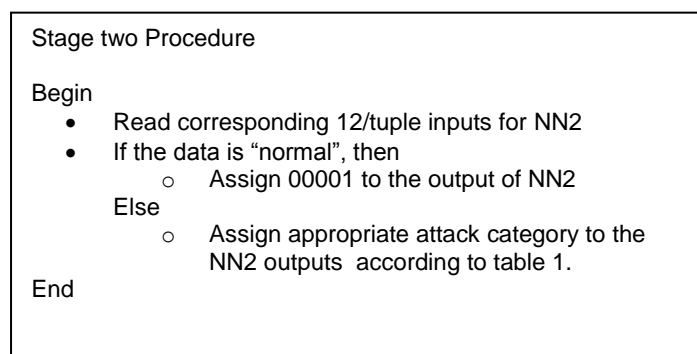 Stage two Procedure
Begin
• Read corresponding 12/tuple inputs for NN2
• If the data is “normal”, then
o Assign 00001 to the output of NN2
Else
o Assign appropriate attack category to the
NN2 outputs according to table 1.
End